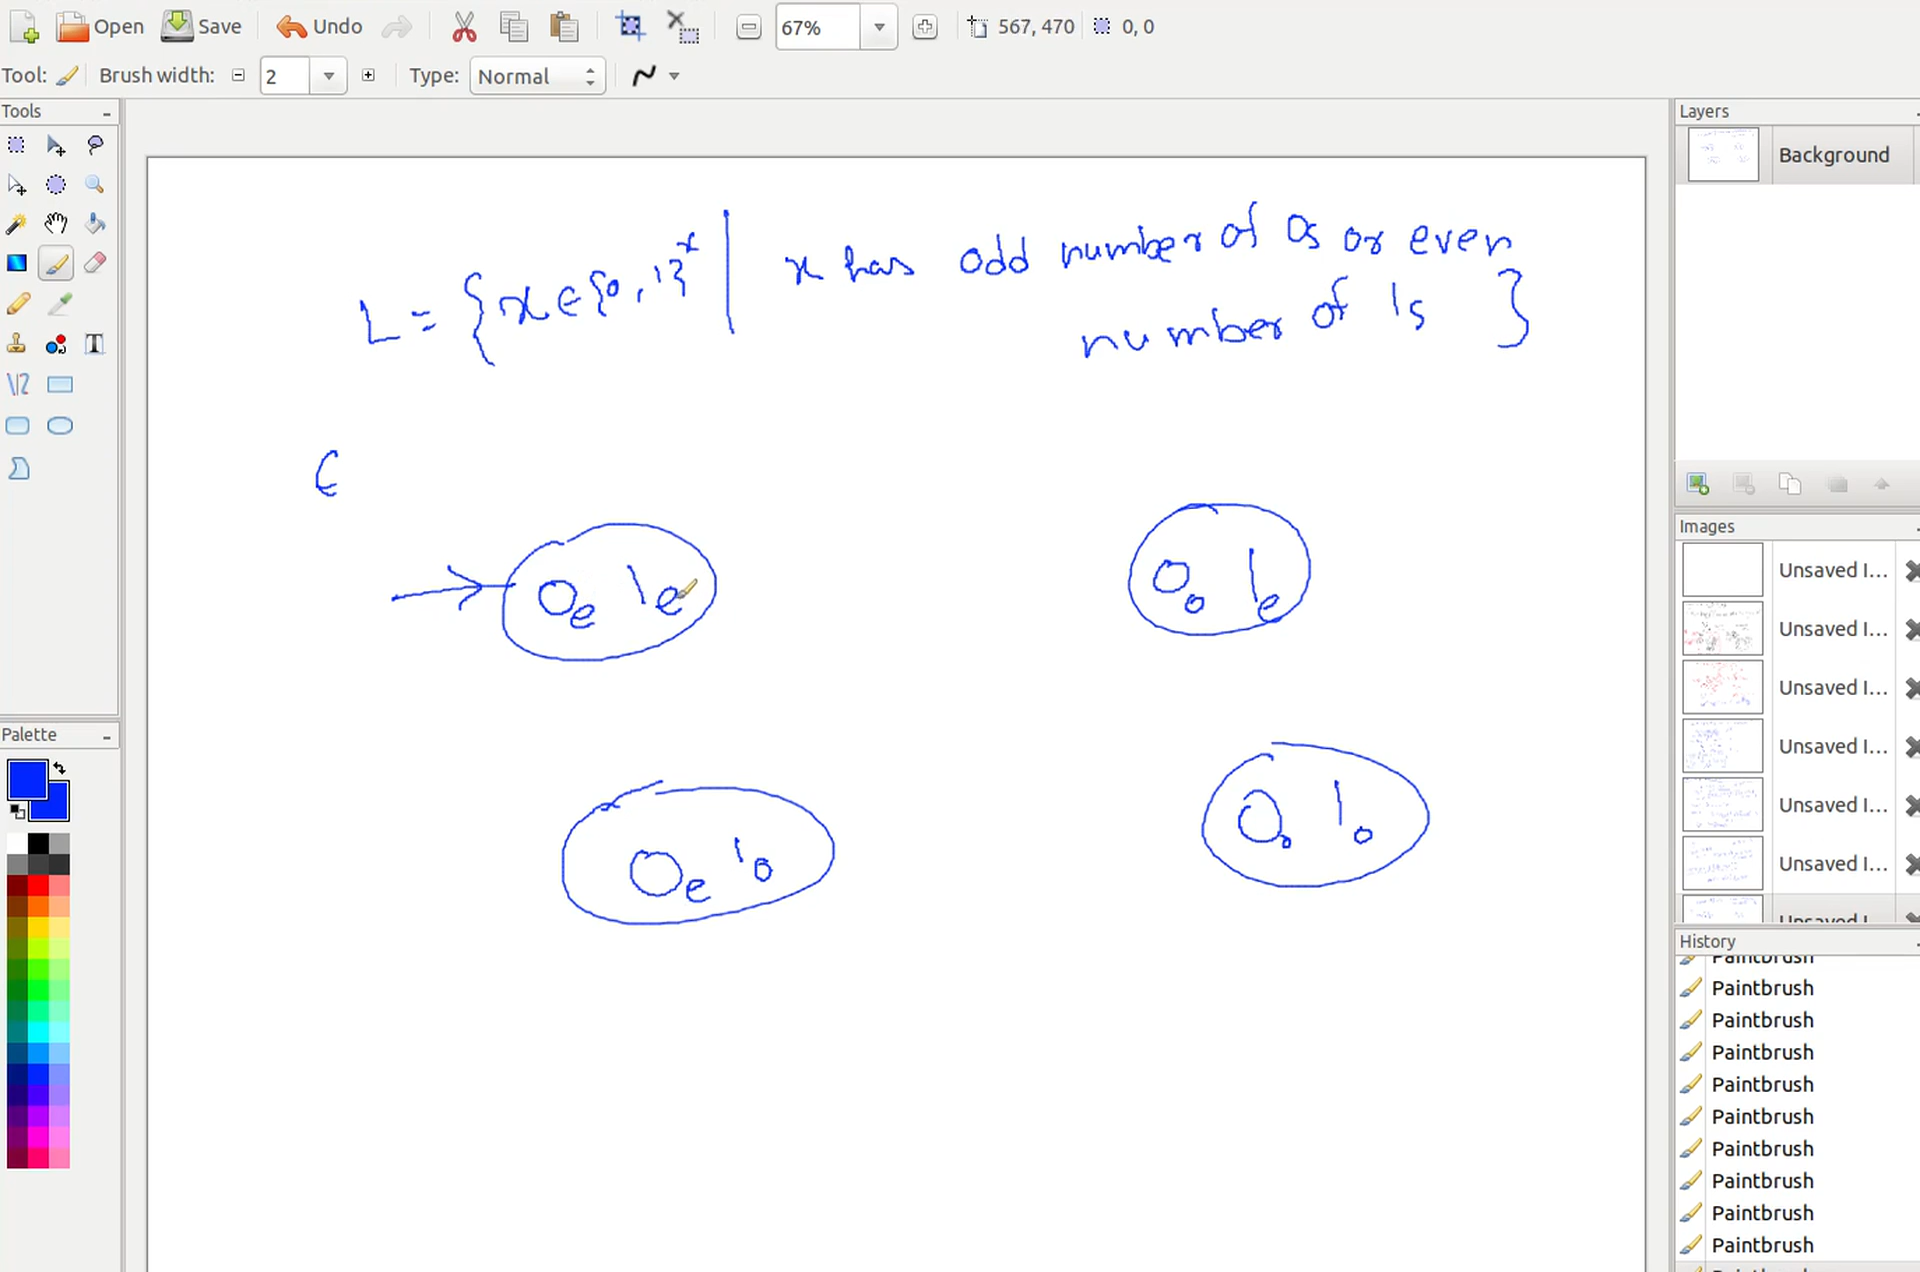 Open Save Undo 67% 567, 470 0, 0
Tool: Brush width: 2 Type: Normal
Tools
Layers
Background
L = {x ∈ {0, 1}* | x has odd number of 0s or even
number of 1s }
ϵ
0e 1e
0o 1e
0e 1o
0o 1o
Palette
Images
Unsaved I...
Unsaved I...
Unsaved I...
Unsaved I...
Unsaved I...
Unsaved I...
Unsaved I...
History
Paintbrush
Paintbrush
Paintbrush
Paintbrush
Paintbrush
Paintbrush
Paintbrush
Paintbrush
Paintbrush
Paintbrush